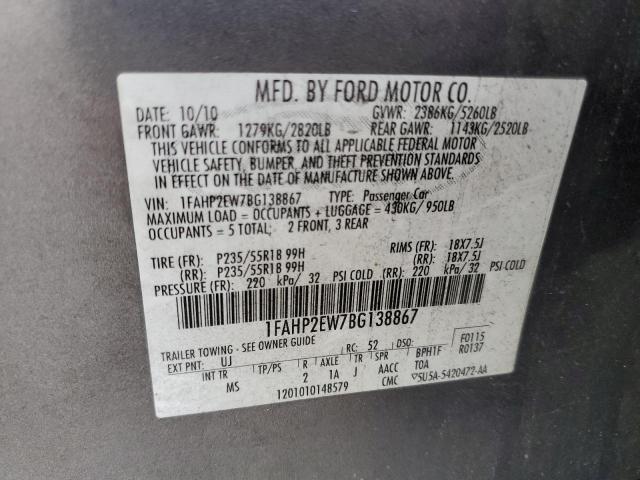 MFD. BY FORD MOTOR CO.
DATE: 10/10 GVWR: 2386KG/5260LB
FRONT GAWR: 1279KG/2820LB REAR GAWR: 1143KG/2520LB
THIS VEHICLE CONFORMS TO ALL APPLICABLE FEDERAL MOTOR
VEHICLE SAFETY, BUMPER, AND THEFT PREVENTION STANDARDS
IN EFFECT ON THE DATE OF MANUFACTURE SHOWN ABOVE.
VIN: 1FAHP2EW7BG138867 TYPE: Passenger Car
MAXIMUM LOAD = OCCUPANTS + LUGGAGE = 430KG/950LB
OCCUPANTS = 5 TOTAL; 2 FRONT, 3 REAR
TIRE (FR): P235/55R18 99H RIMS (FR): 18X7.5J
(RR): P235/55R18 99H (RR): 18X7.5J
PRESSURE (FR): 220 kPa/ 32 PSI COLD (RR): 220 kPa/ 32 PSI COLD
1FAHP2EW7BG138867
TRAILER TOWING - SEE OWNER GUIDE
F0115
R0137
EXT PNT: UJ RC: 52 DSO:
INT TR TP/PS R AXLE TR SPR BPHTF
MS 2 1A J AACC TOA
CMC
1201010148579
▽5U5A-5420472-AA